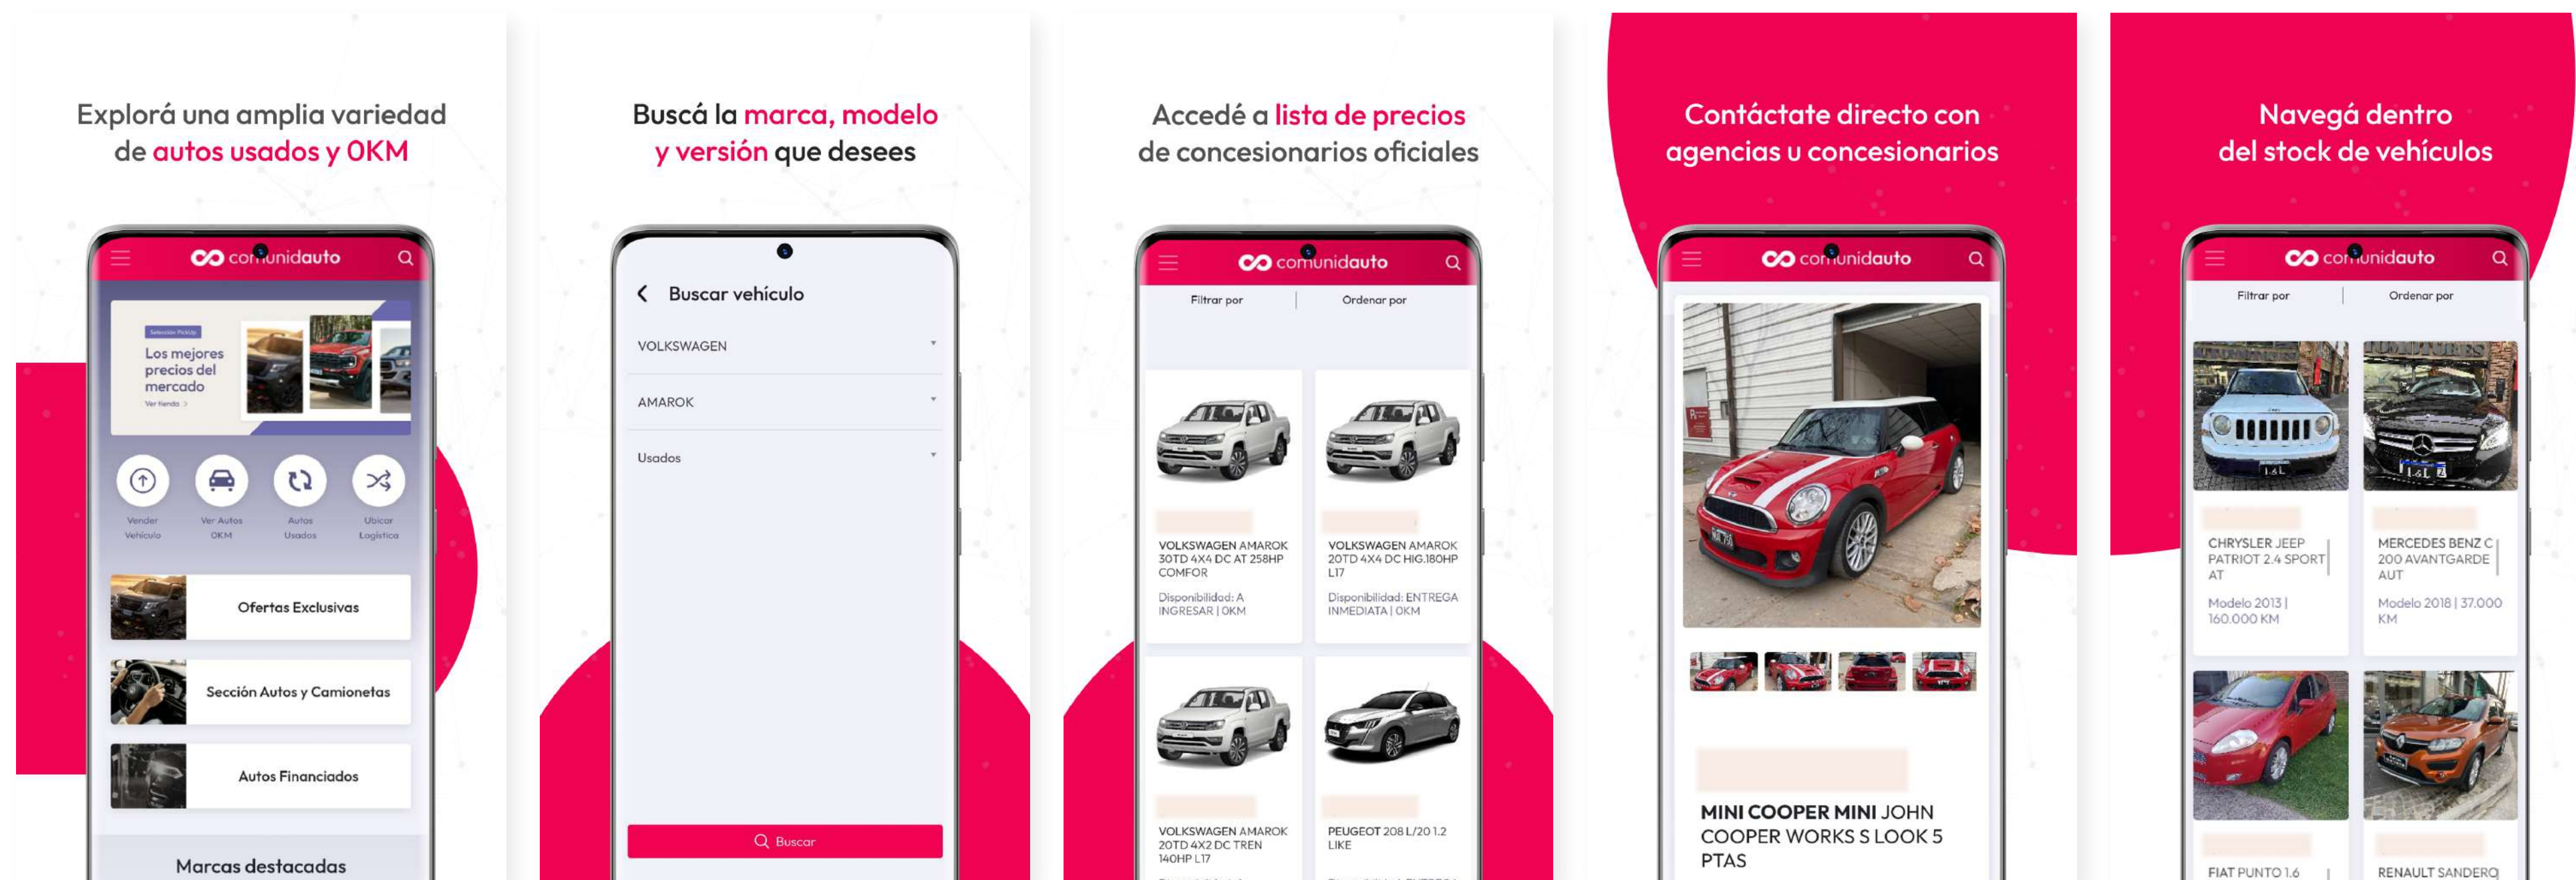 Explorá una amplia variedad
de autos usados y 0KM
comunidauto
Selección PickUp
Los mejores
precios del
mercado
Ver tienda >
Vender
Vehículo
Ver Autos
0KM
Autos
Usados
Ubicar
Logística
Ofertas Exclusivas
Sección Autos y Camionetas
Autos Financiados
Marcas destacadas
Buscá la marca, modelo
y versión que desees
Buscar vehículo
VOLKSWAGEN
AMAROK
Usados
Buscar
Accedé a lista de precios
de concesionarios oficiales
comunidauto
Filtrar por
Ordenar por
VOLKSWAGEN AMAROK
30TD 4X4 DC AT 258HP
COMFOR
Disponibilidad: A
INGRESAR | 0KM
VOLKSWAGEN AMAROK
20TD 4X4 DC HIG.180HP
L17
Disponibilidad: ENTREGA
INMEDIATA | 0KM
VOLKSWAGEN AMAROK
20TD 4X2 DC TREN
140HP L17
PEUGEOT 208 L/20 1.2
LIKE
Contáctate directo con
agencias u concesionarios
comunidauto
MINI COOPER MINI JOHN
COOPER WORKS S LOOK 5
PTAS
Navegá dentro
del stock de vehículos
comunidauto
Filtrar por
Ordenar por
CHRYSLER JEEP
PATRIOT 2.4 SPORT
AT
Modelo 2013 |
160.000 KM
MERCEDES BENZ C
200 AVANTGARDE
AUT
Modelo 2018 | 37.000
KM
FIAT PUNTO 1.6
RENAULT SANDERO